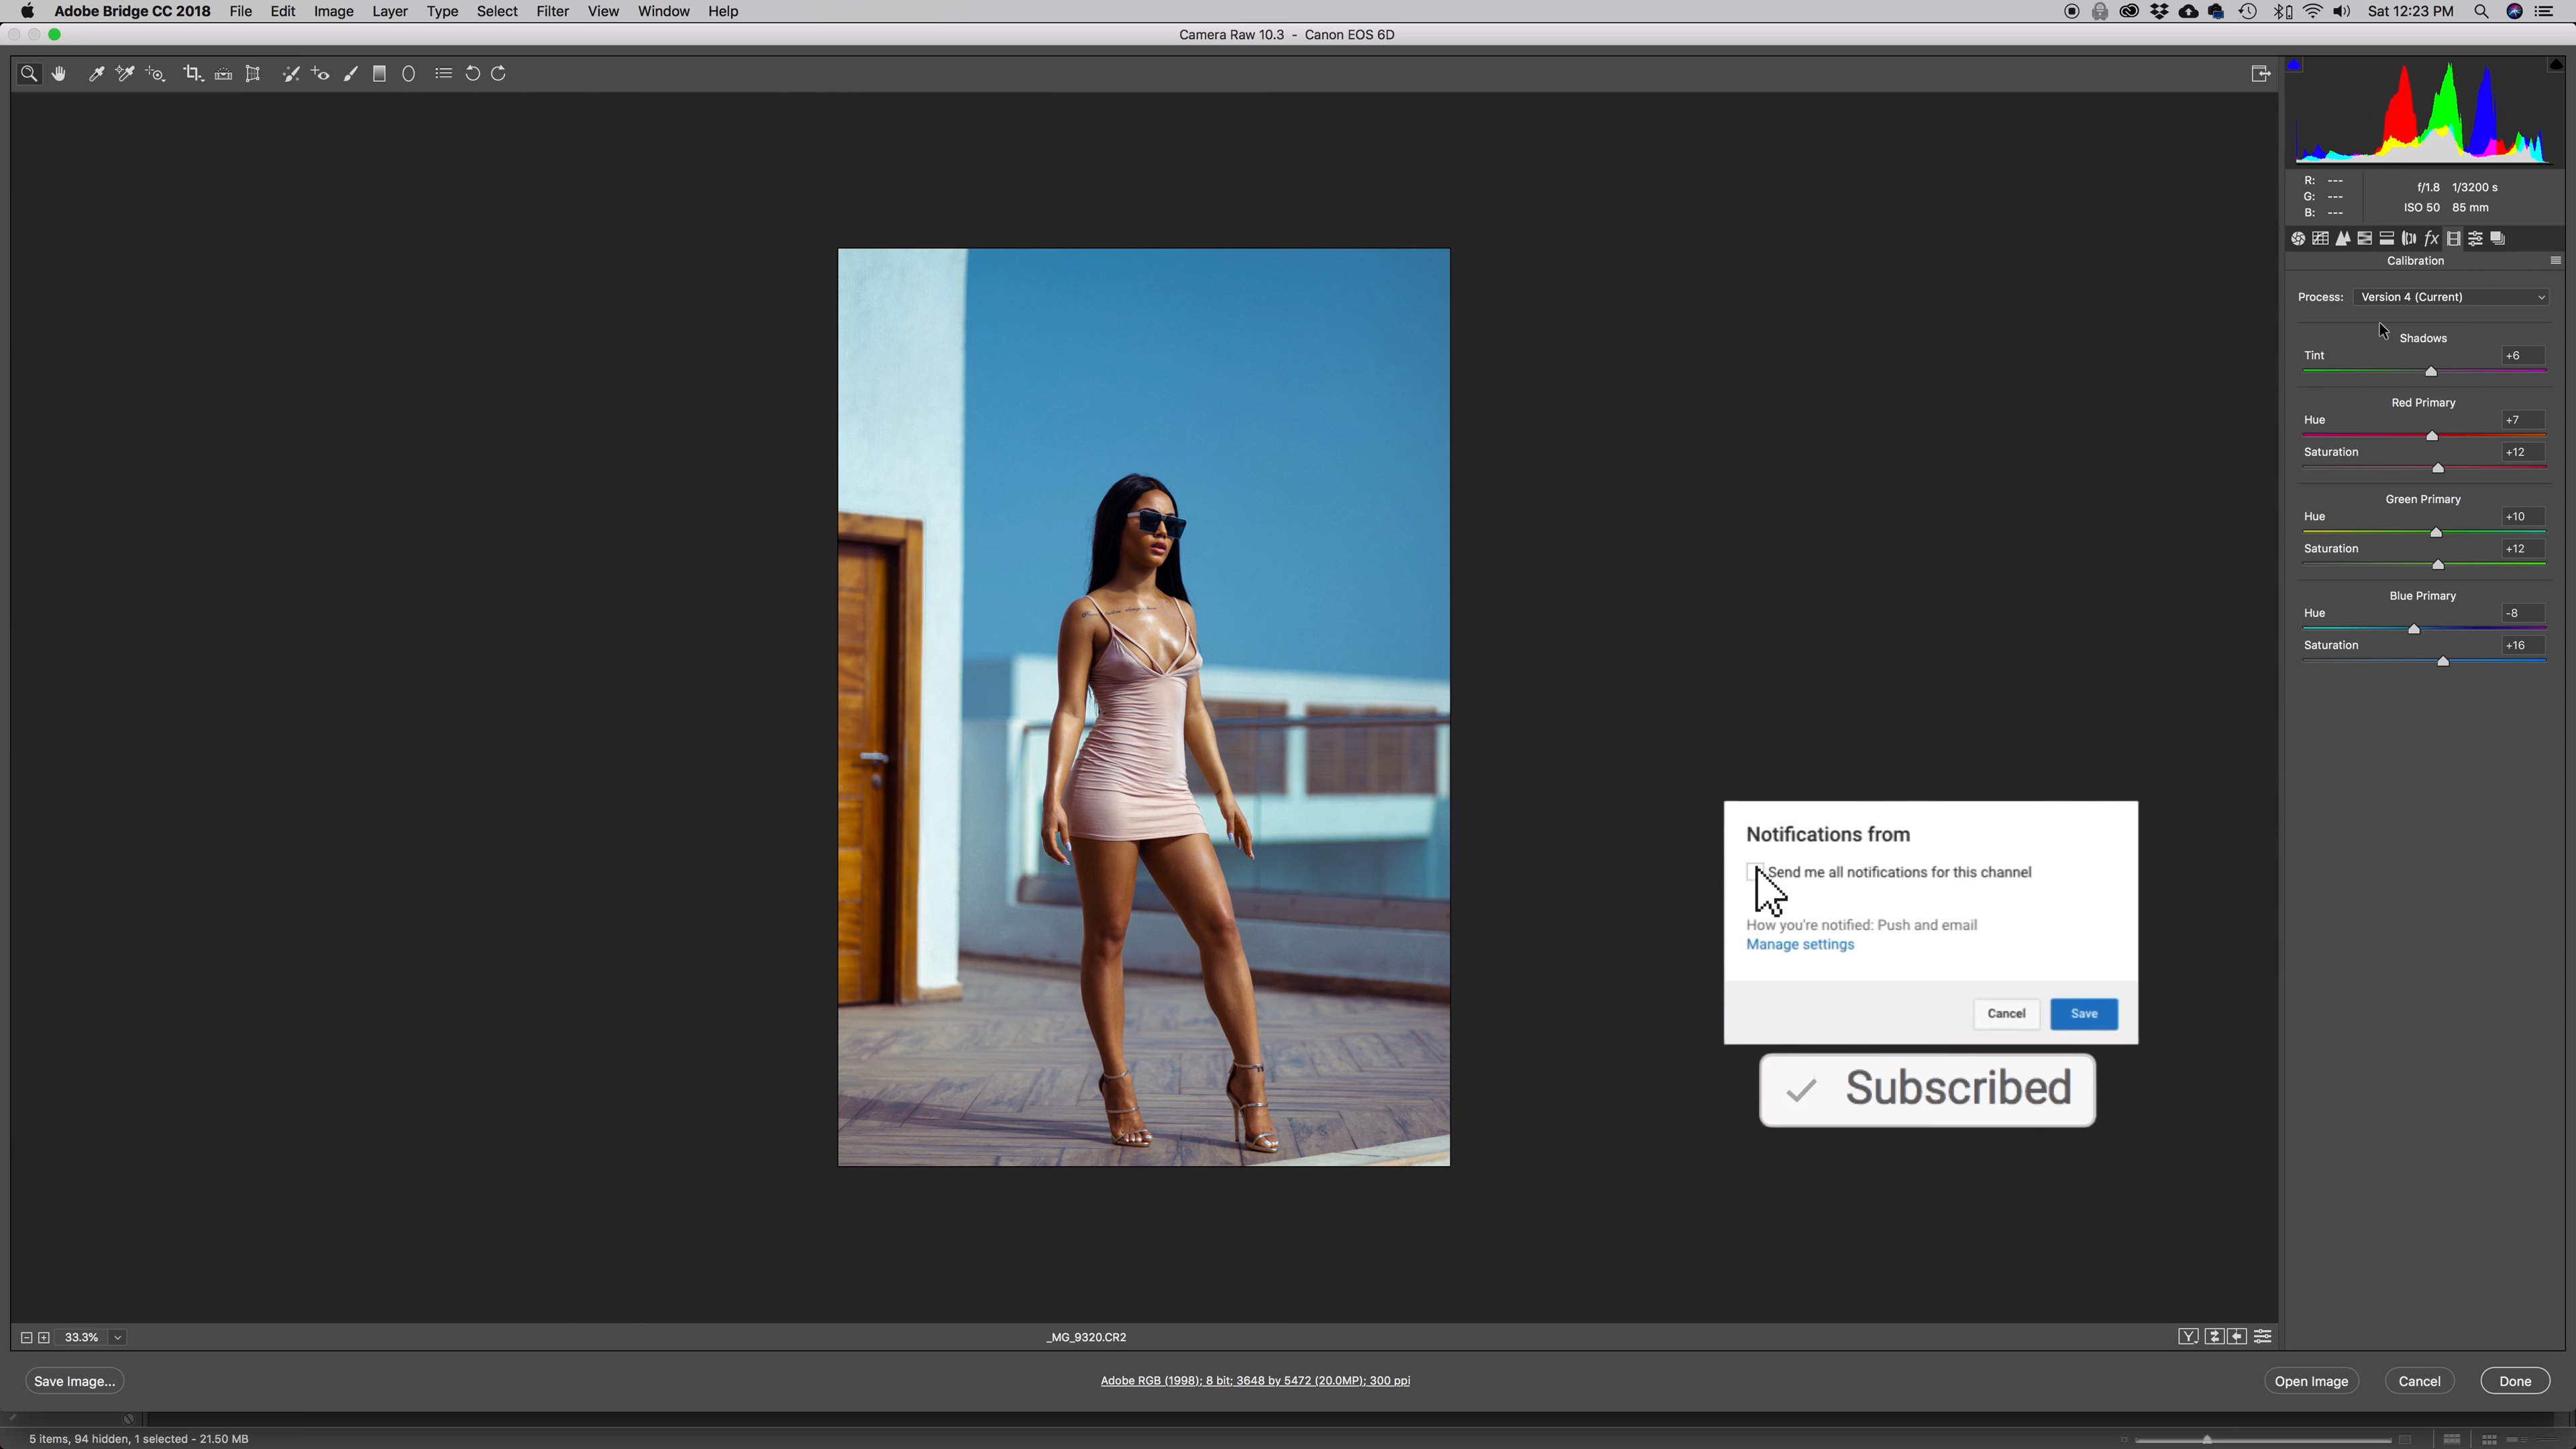 Adobe Bridge CC 2018 File Edit Image Layer Type Select Filter View Window Help Sat 12:23 PM
Camera Raw 10.3 - Canon EOS 6D
R: --- f/1.8 1/3200 s
G: ---
B: --- ISO 50 85 mm
fx
Calibration
Process: Version 4 (Current)
Shadows
Tint +6
Red Primary
Hue +7
Saturation +12
Green Primary
Hue +10
Saturation +12
Blue Primary
Hue -8
Saturation +16
Notifications from
Send me all notifications for this channel
How you're notified: Push and email
Manage settings
Cancel Save
Subscribed
33.3% _MG_9320.CR2 Y
Save Image... Adobe RGB (1998); 8 bit; 3648 by 5472 (20.0MP); 300 ppi Open Image Cancel Done
5 items, 94 hidden, 1 selected - 21.50 MB